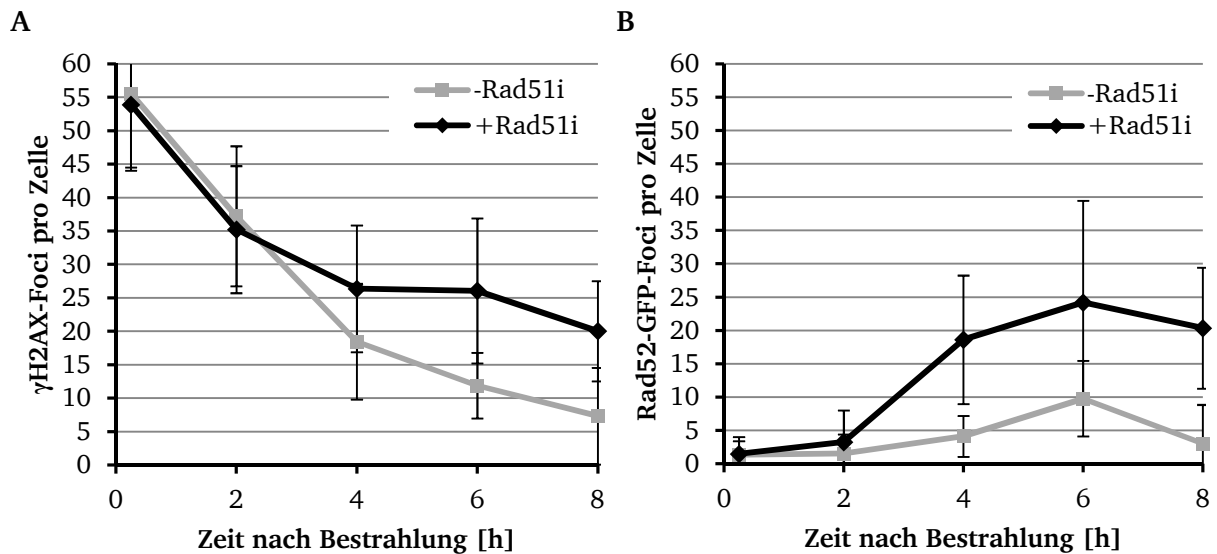 A
60
55
50
45
40
35
30
25
20
15
10
5
0
γH2AX-Foci pro Zelle
-Rad51i
+Rad51i
0 2 4 6 8
Zeit nach Bestrahlung [h]
B
60
55
50
45
40
35
30
25
20
15
10
5
0
Rad52-GFP-Foci pro Zelle
-Rad51i
+Rad51i
0 2 4 6 8
Zeit nach Bestrahlung [h]